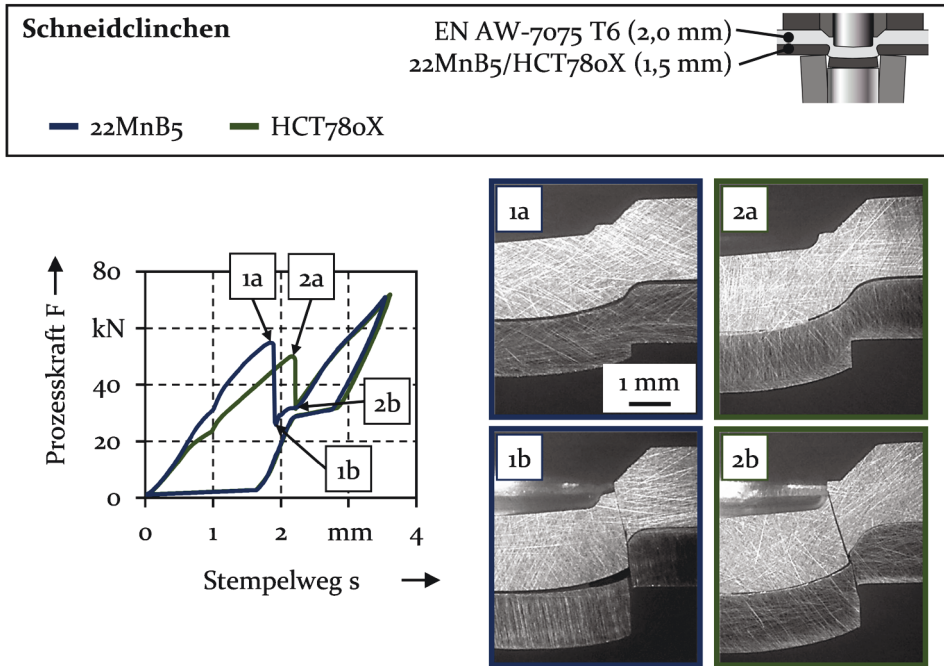 Schneidclinchen
EN AW-7075 T6 (2,0 mm)
22MnB5/HCT780X (1,5 mm)
22MnB5
HCT780X
1a
2a
1 mm
1b
2b
Prozesskraft F
80
kN
40
20
0
1a
2a
2b
1b
0
1
2
mm
4
Stempelweg s